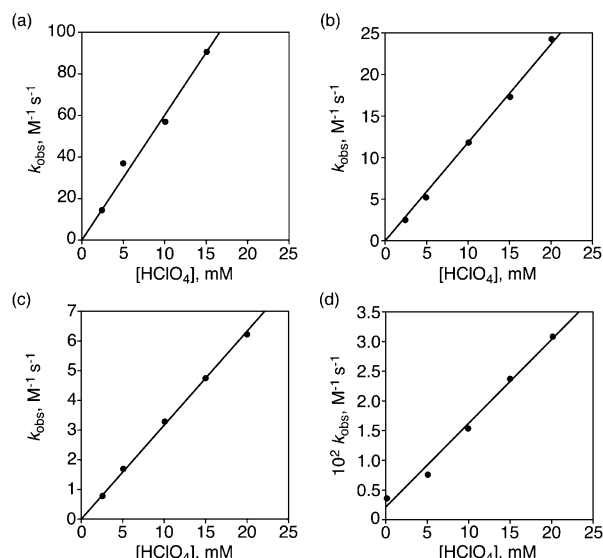 (a)
100
80
60
40
20
0
k_obs, M⁻¹ s⁻¹
0 5 10 15 20 25
[HClO₄], mM
(b)
25
20
15
10
5
0
k_obs, M⁻¹ s⁻¹
0 5 10 15 20 25
[HClO₄], mM
(c)
7
6
5
4
3
2
1
0
k_obs, M⁻¹ s⁻¹
0 5 10 15 20 25
[HClO₄], mM
(d)
3.5
3.0
2.5
2.0
1.5
1.0
0.5
0
10² k_obs, M⁻¹ s⁻¹
0 5 10 15 20 25
[HClO₄], mM